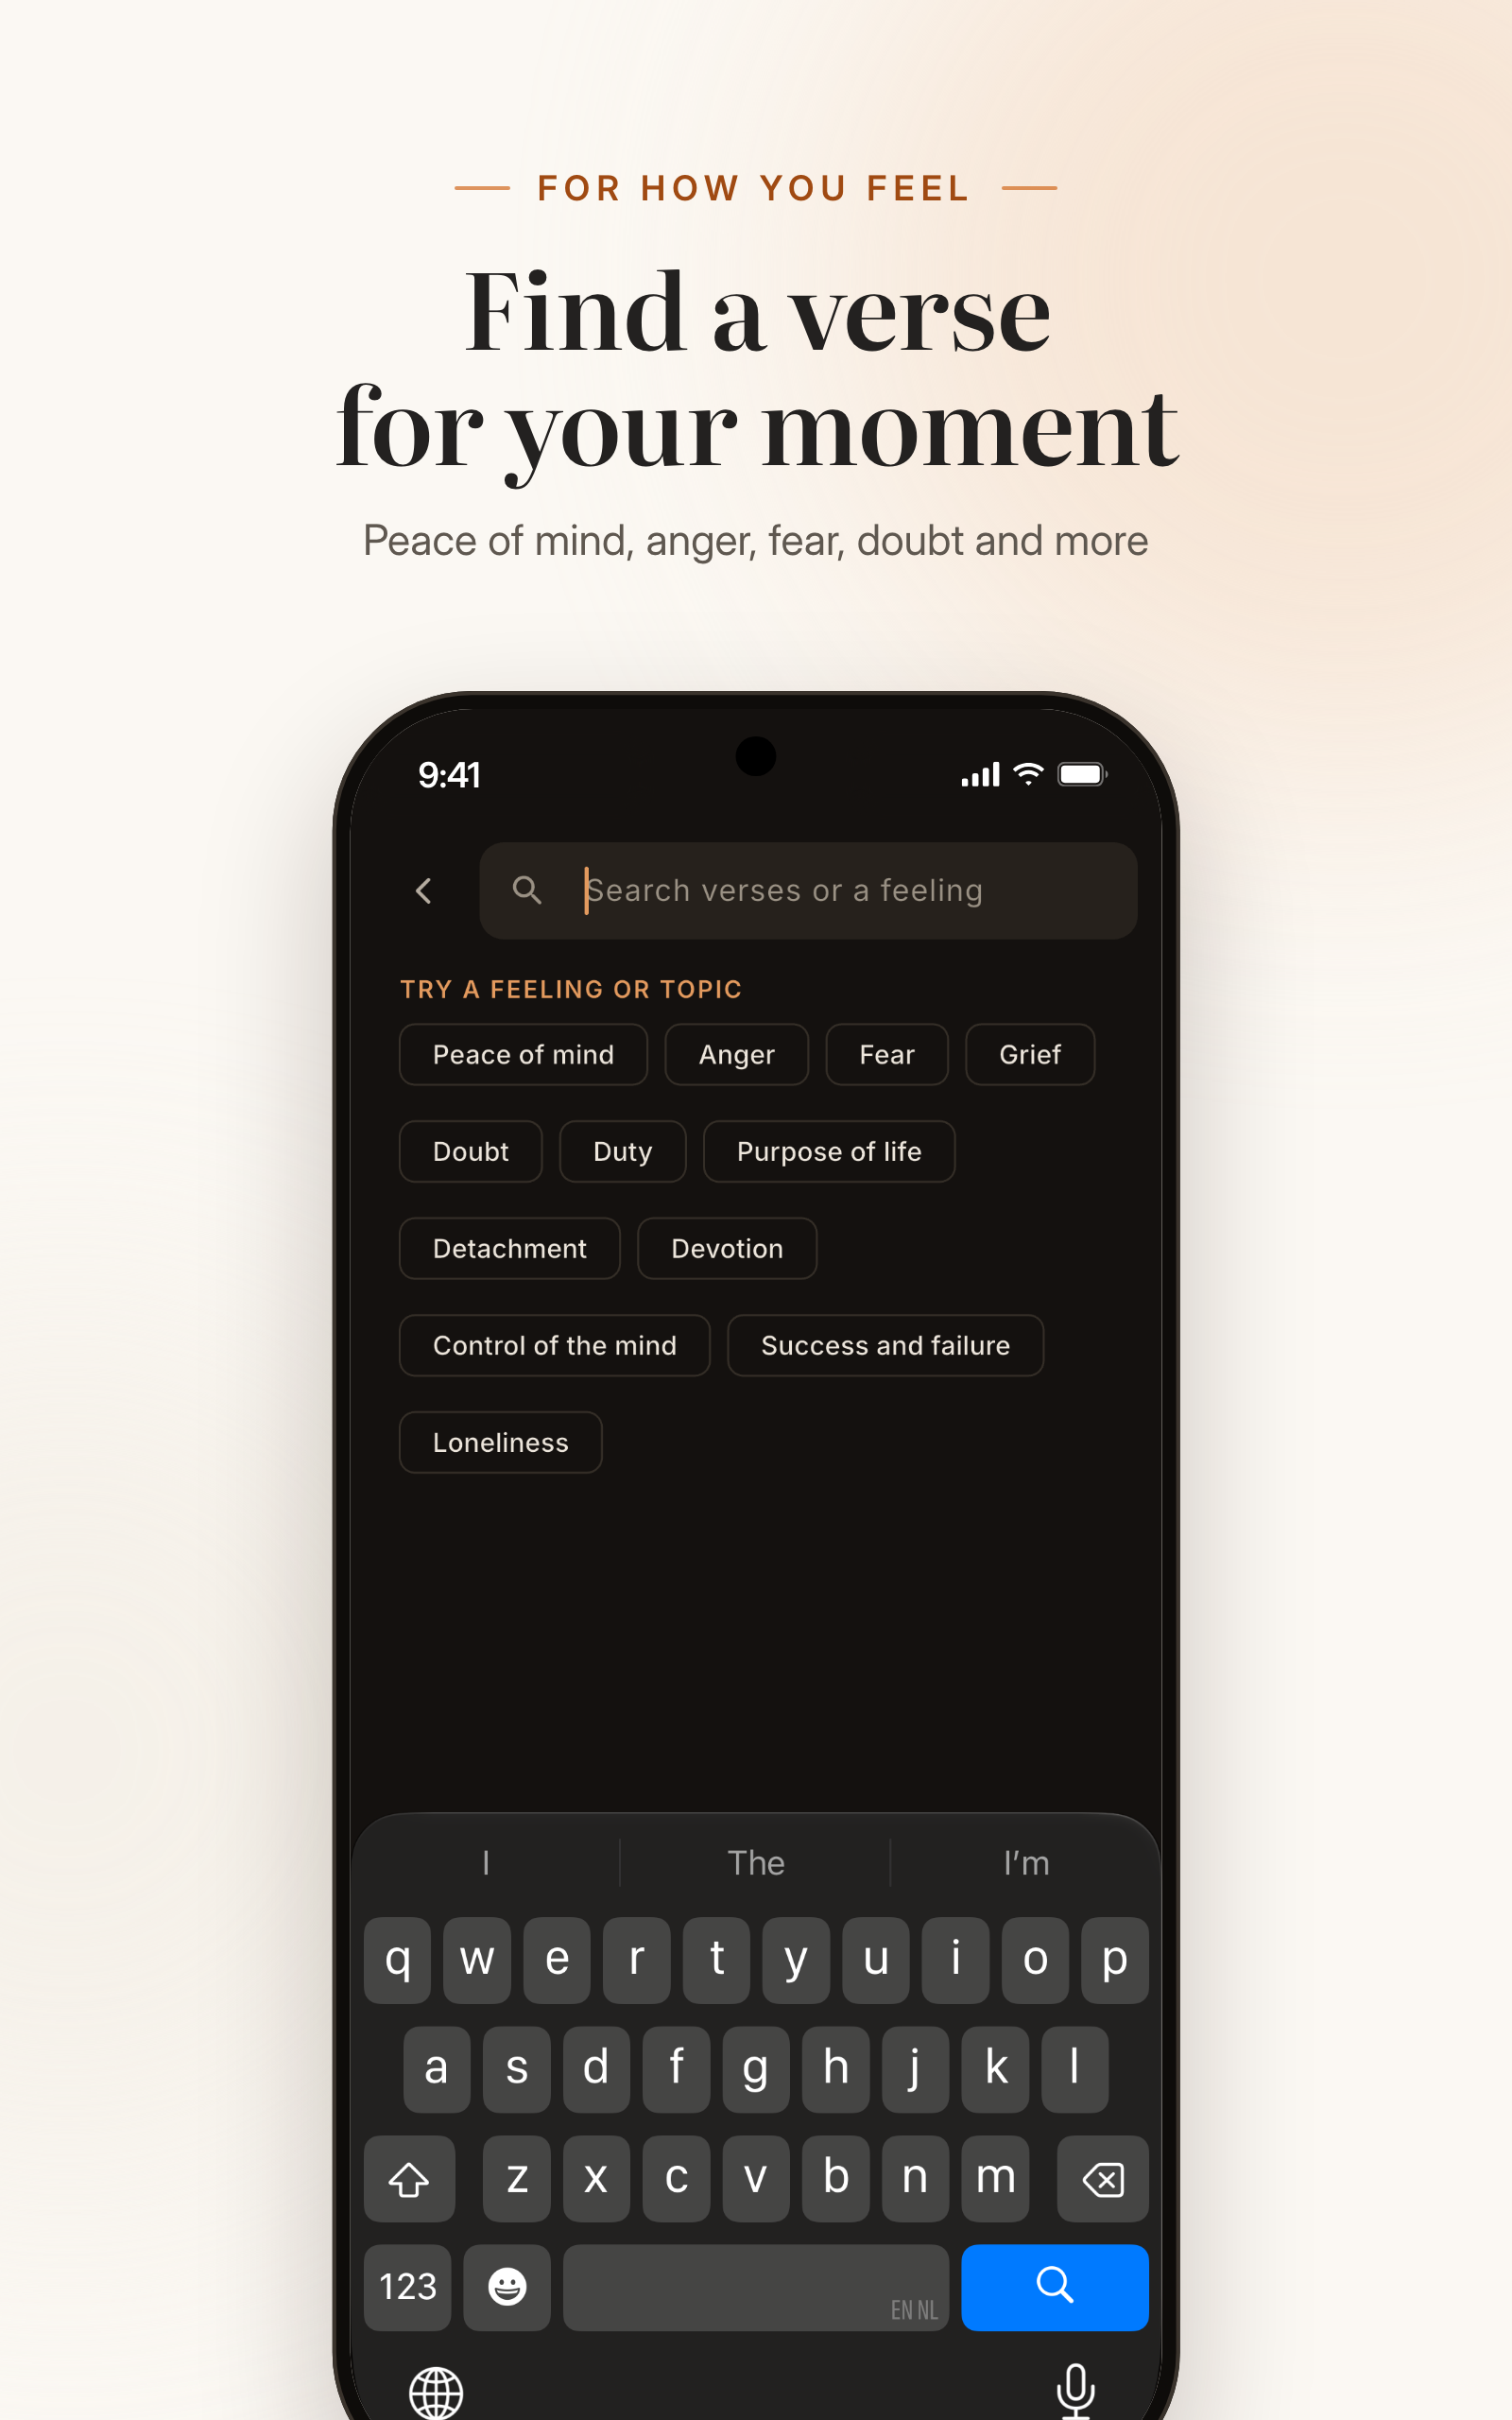 FOR HOW YOU FEEL
Find a verse
for your moment
Peace of mind, anger, fear, doubt and more
9:41
Search verses or a feeling
TRY A FEELING OR TOPIC
Peace of mind Anger Fear Grief
Doubt Duty Purpose of life
Detachment Devotion
Control of the mind Success and failure
Loneliness
I The I’m
q w e r t y u i o p
a s d f g h j k l
z x c v b n m
123 EN NL